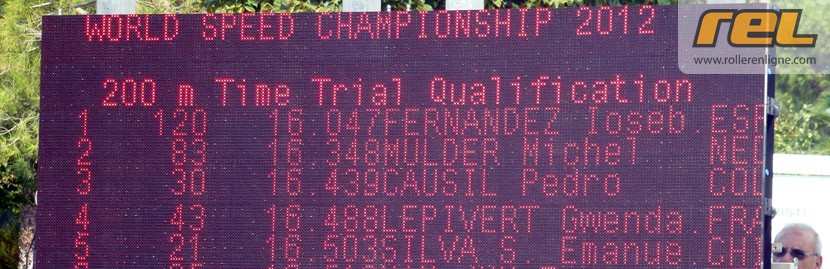 WORLD SPEED CHAMPIONSHIP 2012
rel
www.rollerenligne.com
200 m Time Trial Qualification
1 120 16.047FERNANDEZ Ioseb.ESP
2 83 16.348MULDER Michel NED
3 30 16.439CAUSIL Pedro COL
4 43 16.488LEPIVERT Gwenda.FRA
5 21 16.503SILVA S. Emanue.CHI